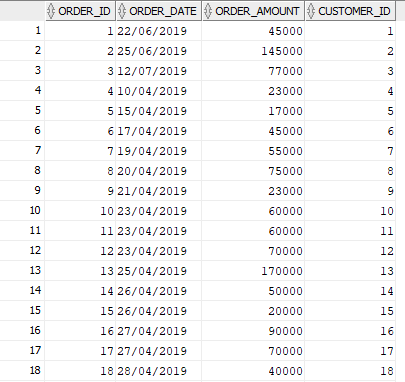 ORDER_ID ORDER_DATE ORDER_AMOUNT CUSTOMER_ID
1 1 22/06/2019 45000 1
2 2 25/06/2019 145000 2
3 3 12/07/2019 77000 3
4 4 10/04/2019 23000 4
5 5 15/04/2019 17000 5
6 6 17/04/2019 45000 6
7 7 19/04/2019 55000 7
8 8 20/04/2019 75000 8
9 9 21/04/2019 23000 9
10 10 23/04/2019 60000 10
11 11 23/04/2019 60000 11
12 12 23/04/2019 70000 12
13 13 25/04/2019 170000 13
14 14 26/04/2019 50000 14
15 15 26/04/2019 20000 15
16 16 27/04/2019 90000 16
17 17 27/04/2019 70000 17
18 18 28/04/2019 40000 18